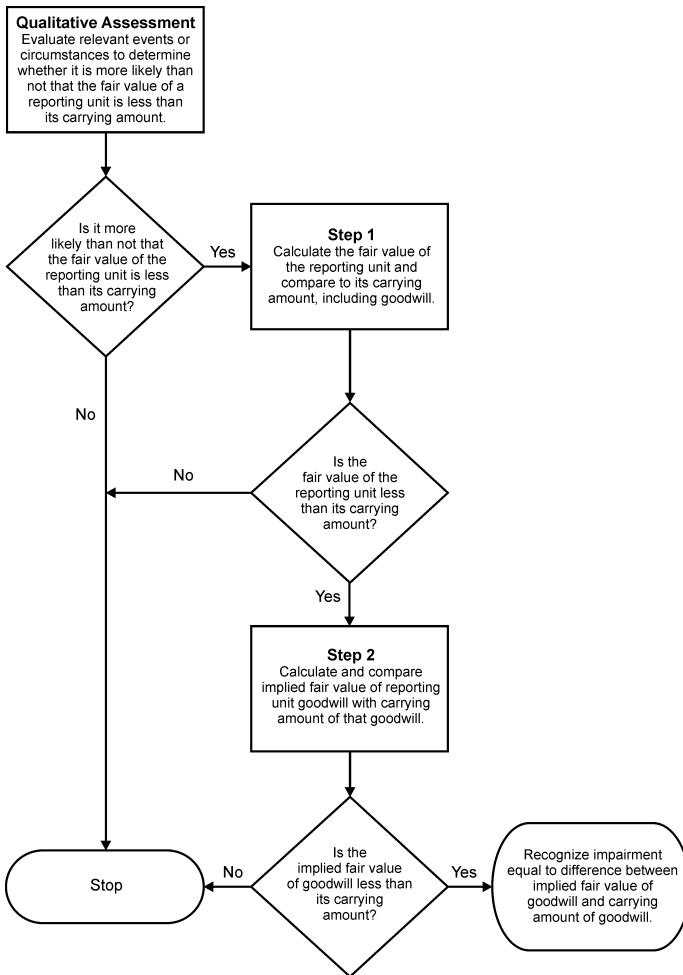 Qualitative Assessment
Evaluate relevant events or
circumstances to determine
whether it is more likely than
not that the fair value of a
reporting unit is less than
its carrying amount.
Is it more
likely than not that
the fair value of the
reporting unit is less
than its carrying
amount?
Yes
Step 1
Calculate the fair value of
the reporting unit and
compare to its carrying
amount, including goodwill.
No
Is the
fair value of the
reporting unit less
than its carrying
amount?
No
Yes
Step 2
Calculate and compare
implied fair value of reporting
unit goodwill with carrying
amount of that goodwill.
Is the
implied fair value
of goodwill less than
its carrying
amount?
No
Stop
Yes
Recognize impairment
equal to difference between
implied fair value of
goodwill and carrying
amount of goodwill.